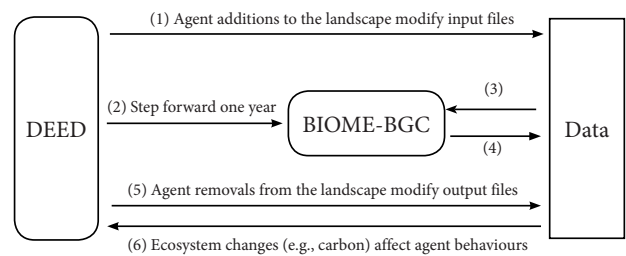 (1) Agent additions to the landscape modify input files
(2) Step forward one year
(3)
DEED
BIOME-BGC
Data
(4)
(5) Agent removals from the landscape modify output files
(6) Ecosystem changes (e.g., carbon) affect agent behaviours